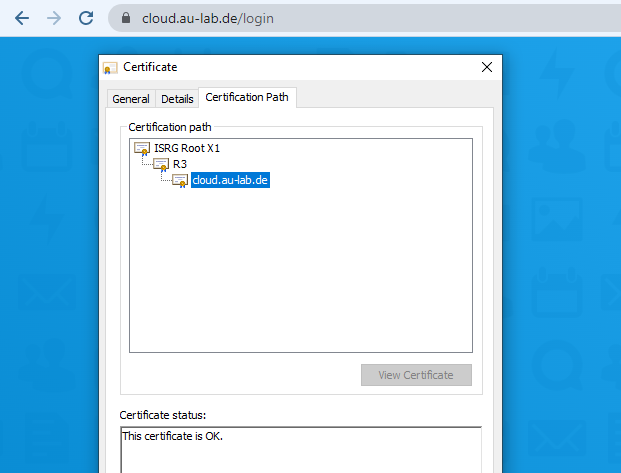 cloud.au-lab.de/login
Certificate
General Details Certification Path
Certification path
ISRG Root X1
R3
cloud.au-lab.de
View Certificate
Certificate status:
This certificate is OK.